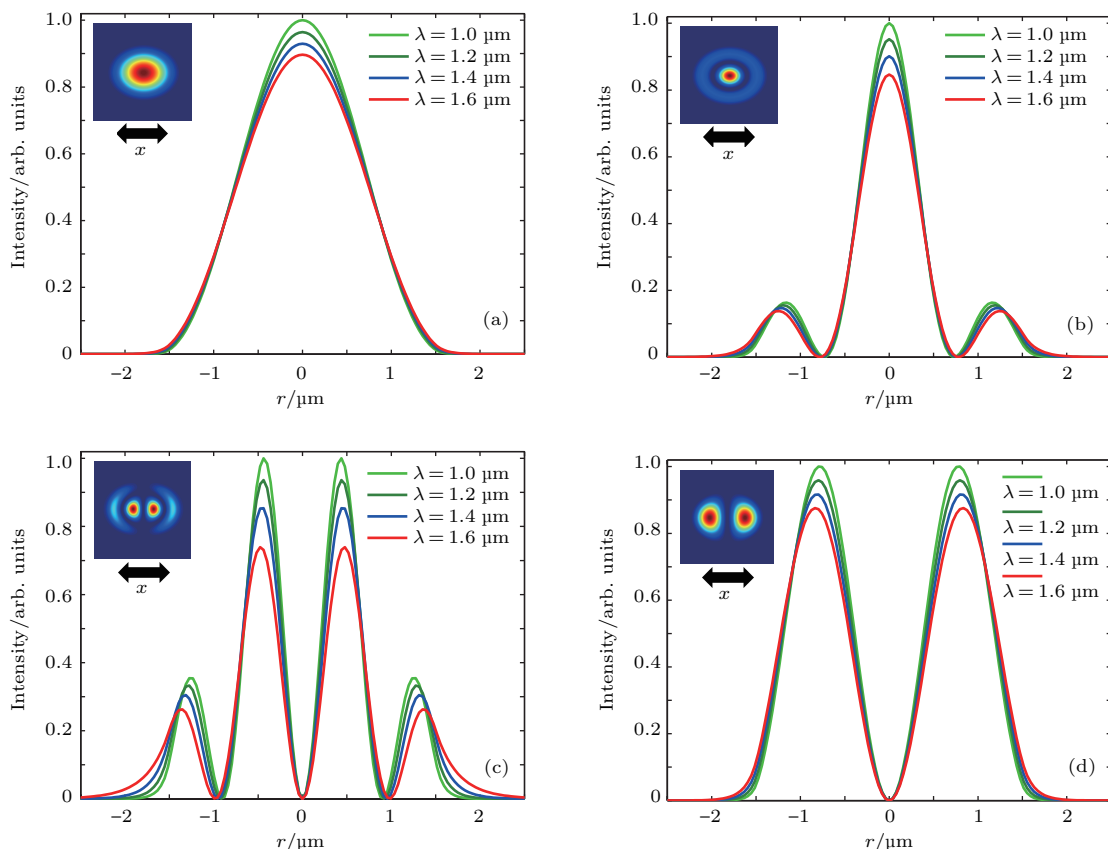 Intensity/arb. units
1.0
0.8
0.6
0.4
0.2
0
x
λ = 1.0 µm
λ = 1.2 µm
λ = 1.4 µm
λ = 1.6 µm
(a)
−2
−1
0
1
2
r/µm
Intensity/arb. units
1.0
0.8
0.6
0.4
0.2
0
x
λ = 1.0 µm
λ = 1.2 µm
λ = 1.4 µm
λ = 1.6 µm
(b)
−2
−1
0
1
2
r/µm
Intensity/arb. units
1.0
0.8
0.6
0.4
0.2
0
x
λ = 1.0 µm
λ = 1.2 µm
λ = 1.4 µm
λ = 1.6 µm
(c)
−2
−1
0
1
2
r/µm
Intensity/arb. units
1.0
0.8
0.6
0.4
0.2
0
x
λ = 1.0 µm
λ = 1.2 µm
λ = 1.4 µm
λ = 1.6 µm
(d)
−2
−1
0
1
2
r/µm